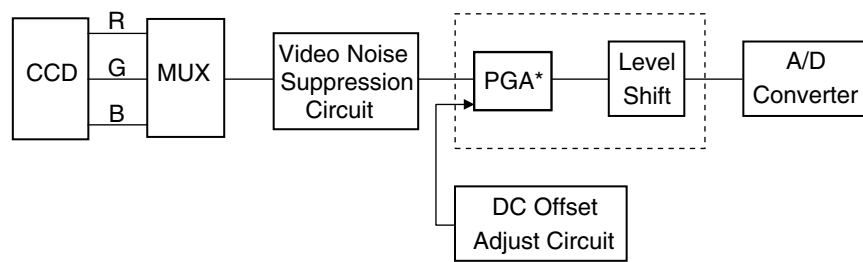 CCD
R
G
B
MUX
Video Noise
Suppression
Circuit
PGA*
Level
Shift
A/D
Converter
DC Offset
Adjust Circuit